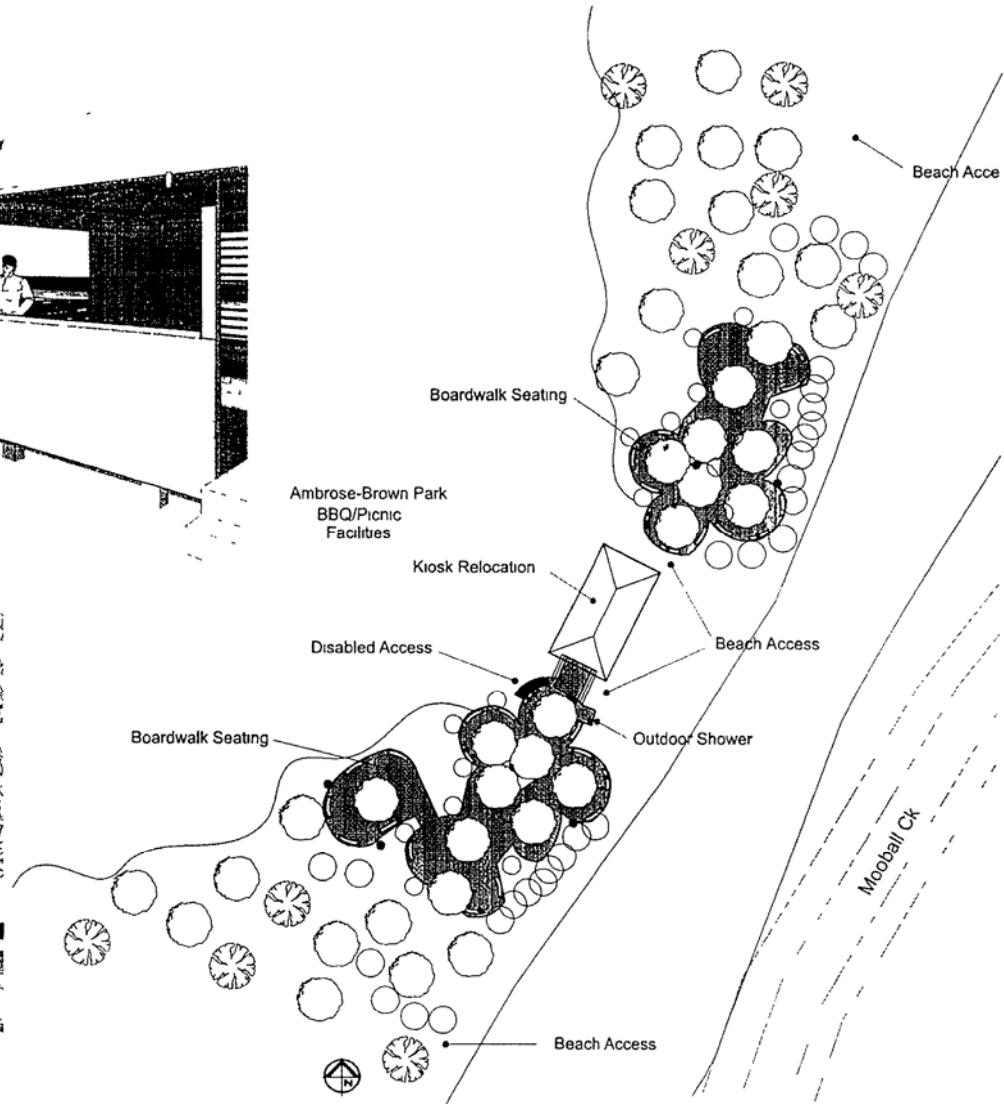 Beach Acce
Boardwalk Seating
Ambrose-Brown Park
BBQ/Picnic
Facilities
Kiosk Relocation
Disabled Access
Beach Access
Boardwalk Seating
Outdoor Shower
Mooball Ck
Beach Access
N